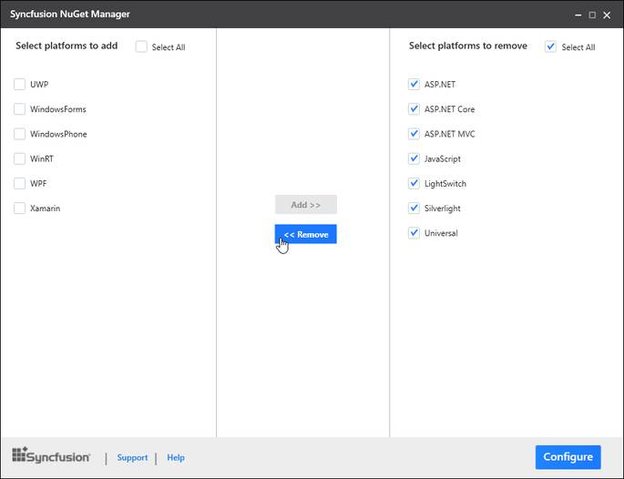 Syncfusion NuGet Manager
Select platforms to add
Select All
UWP
WindowsForms
WindowsPhone
WinRT
WPF
Xamarin
Add >>
<< Remove
Select platforms to remove
Select All
ASP.NET
ASP.NET Core
ASP.NET MVC
JavaScript
LightSwitch
Silverlight
Universal
Syncfusion | Support | Help
Configure